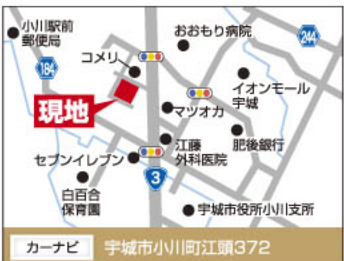 小川駅前
郵便局
おおもり病院
244
コメリ
184
イオンモール
宇城
現地
マツオカ
江藤
外科医院
肥後銀行
セブンイレブン
3
白百合
保育園
宇城市役所小川支所
カーナビ
宇城市小川町江頭372